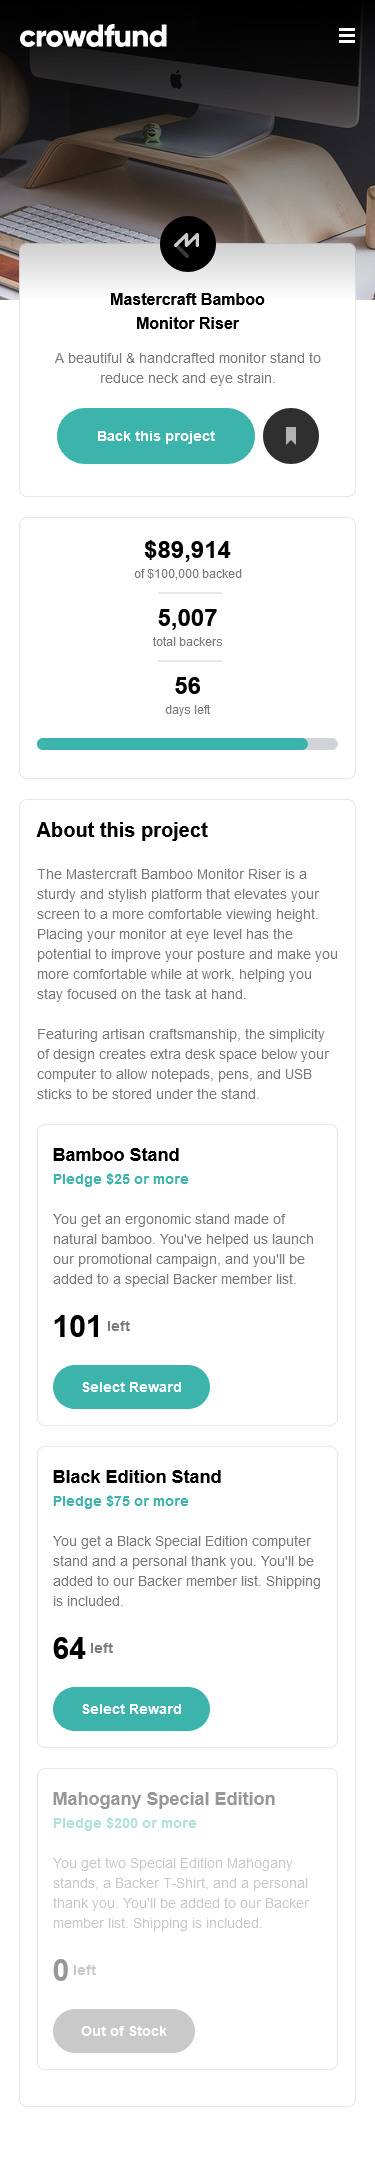 crowdfund
Mastercraft Bamboo
Monitor Riser
A beautiful & handcrafted monitor stand to
reduce neck and eye strain.
Back this project
$89,914
of $100,000 backed
5,007
total backers
56
days left
About this project
The Mastercraft Bamboo Monitor Riser is a
sturdy and stylish platform that elevates your
screen to a more comfortable viewing height.
Placing your monitor at eye level has the
potential to improve your posture and make you
more comfortable while at work, helping you
stay focused on the task at hand.
Featuring artisan craftsmanship, the simplicity
of design creates extra desk space below your
computer to allow notepads, pens, and USB
sticks to be stored under the stand.
Bamboo Stand
Pledge $25 or more
You get an ergonomic stand made of
natural bamboo. You've helped us launch
our promotional campaign, and you'll be
added to a special Backer member list.
101 left
Select Reward
Black Edition Stand
Pledge $75 or more
You get a Black Special Edition computer
stand and a personal thank you. You'll be
added to our Backer member list. Shipping
is included.
64 left
Select Reward
Mahogany Special Edition
Pledge $200 or more
You get two Special Edition Mahogany
stands, a Backer T-Shirt, and a personal
thank you. You'll be added to our Backer
member list. Shipping is included.
0 left
Out of Stock